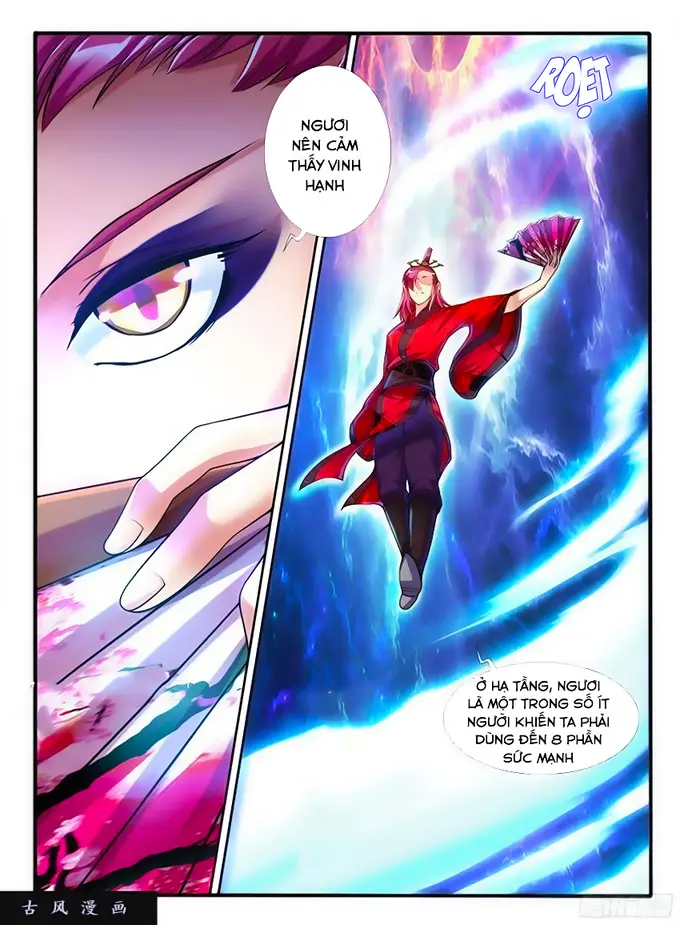 NGƯƠI
NÊN CẢM
THẤY VINH
HẠNH
ROẸT
Ở HẠ TẦNG, NGƯƠI
LÀ MỘT TRONG SỐ ÍT
NGƯỜI KHIẾN TA PHẢI
DÙNG ĐẾN 8 PHẦN
SỨC MẠNH
古风漫画